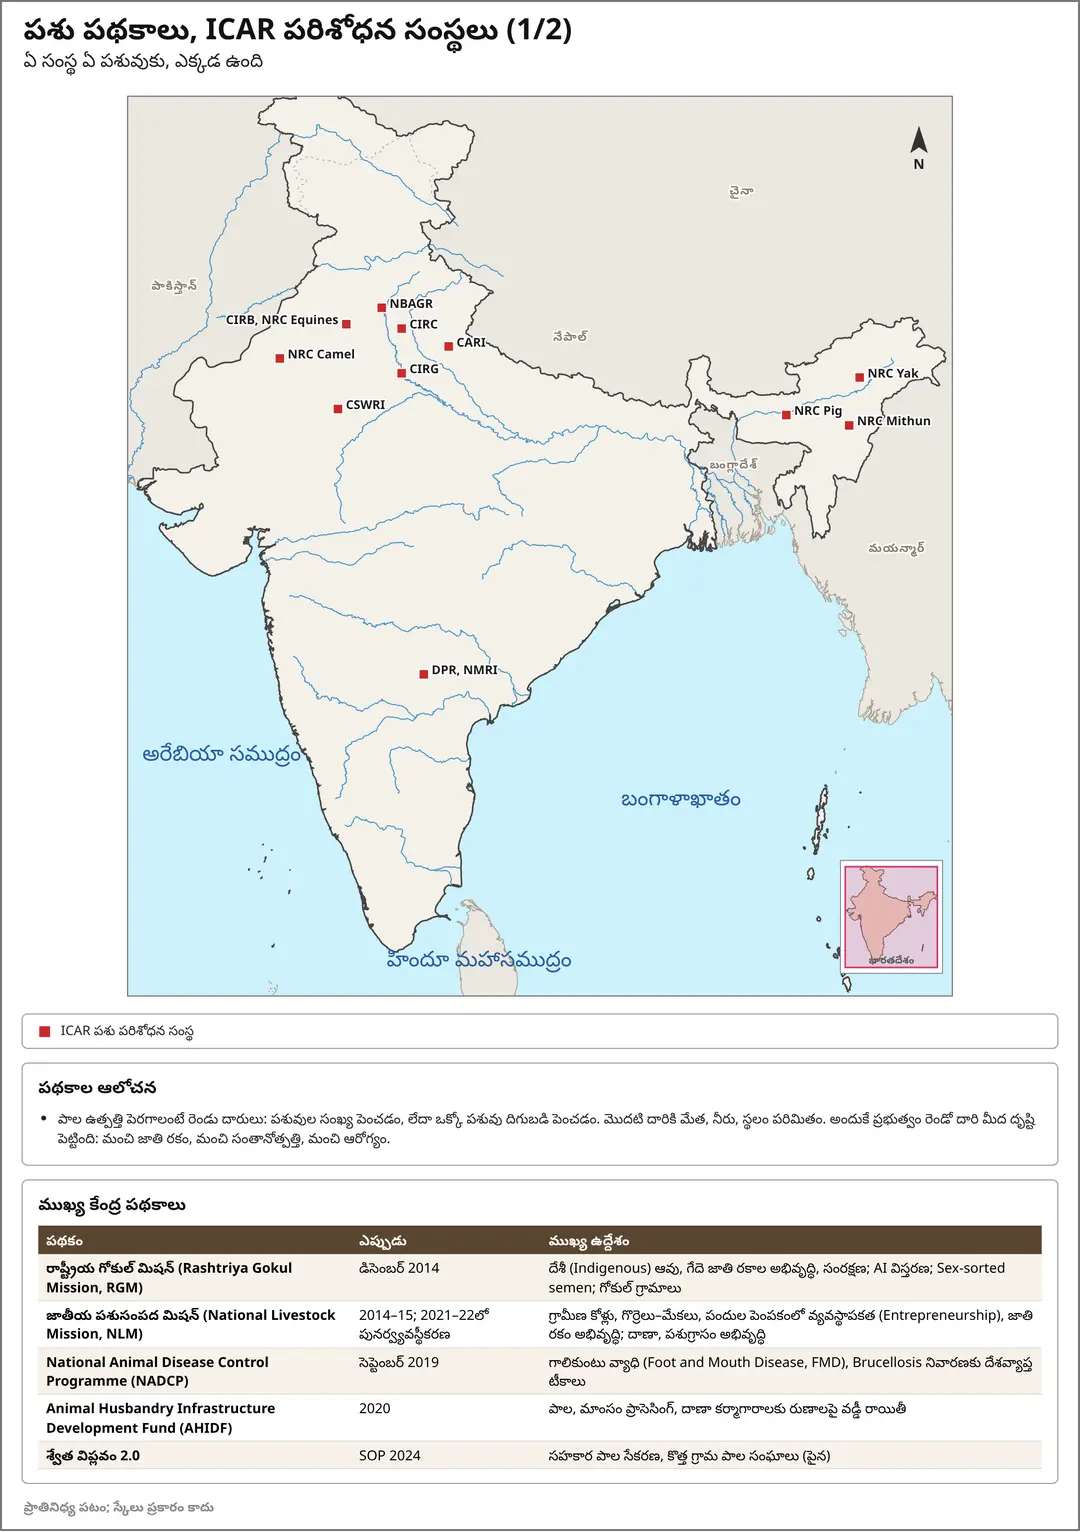 పశు పథకాలు, ICAR పరిశోధన సంస్థలు (1/2)
ఏ సంస్థ ఏ పశువుకు, ఎక్కడ ఉంది
N
చైనా
పాకిస్తాన్
నేపాల్
NBAGR
CIRB, NRC Equines
CIRC
CARI
NRC Camel
CIRG
CSWRI
NRC Yak
NRC Pig
NRC Mithun
బంగ్లాదేశ్
మయన్మార్
DPR, NMRI
అరేబియా సముద్రం
బంగాళాఖాతం
హిందూ మహాసముద్రం
భారతదేశం
ICAR పశు పరిశోధన సంస్థ
పథకాల ఆలోచన
• పాల ఉత్పత్తి పెరగాలంటే రెండు దారులు: పశువుల సంఖ్య పెంచడం, లేదా ఒక్కో పశువు దిగుబడి పెంచడం. మొదటి దారికి మేత, నీరు, స్థలం పరిమితం. అందుకే ప్రభుత్వం రెండో దారి మీద దృష్టి
పెట్టింది: మంచి జాతి రకం, మంచి సంతానోత్పత్తి, మంచి ఆరోగ్యం.
ముఖ్య కేంద్ర పథకాలు
పథకం ఎప్పుడు ముఖ్య ఉద్దేశం
రాష్ట్రీయ గోకుల్ మిషన్ (Rashtriya Gokul డిసెంబర్ 2014 దేశీ (Indigenous) ఆవు, గేదె జాతి రకాల అభివృద్ధి, సంరక్షణ; AI విస్తరణ; Sex-sorted
Mission, RGM) semen; గోకుల్ గ్రామాలు
జాతీయ పశుసంపద మిషన్ (National Livestock 2014–15; 2021–22లో గ్రామీణ కోళ్లు, గొర్రెలు–మేకలు, పందుల పెంపకంలో వ్యవస్థాపకత (Entrepreneurship), జాతి
Mission, NLM) పునర్వ్యవస్థీకరణ రకం అభివృద్ధి; దాణా, పశుగ్రాసం అభివృద్ధి
National Animal Disease Control సెప్టెంబర్ 2019 గాలికుంటు వ్యాధి (Foot and Mouth Disease, FMD), Brucellosis నివారణకు దేశవ్యాప్త
Programme (NADCP) టీకాలు
Animal Husbandry Infrastructure 2020 పాల, మాంసం ప్రాసెసింగ్, దాణా కర్మాగారాలకు రుణాలపై వడ్డీ రాయితీ
Development Fund (AHIDF)
శ్వేత విప్లవం 2.0 SOP 2024 సహకార పాల సేకరణ, కొత్త గ్రామ పాల సంఘాలు (పైన)
ప్రాతినిధ్య పటం; స్కేలు ప్రకారం కాదు